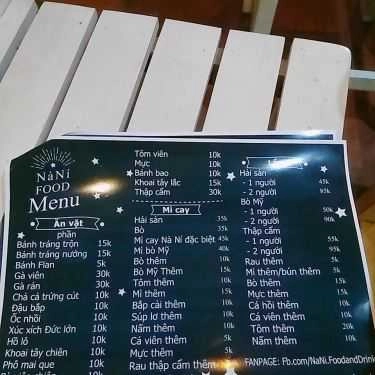 NàNí
FOOD
Menu
Ăn vặt
phần
Bánh tráng trộn 15k
Bánh tráng nướng 15k
Bánh Flan 5k
Gà viên 30k
Gà rán 30k
Chả cá trứng cút 10k
Đậu bắp 10k
Ốc nhồi 10k
Xúc xích Đức lớn 10k
Hồ lô 10k
Khoai tây chiên 10k
Phô mai que 10k
Tôm viên 10k
Mực 10k
Bánh bao 10k
Khoai tây lắc 15k
Thập cẩm 30k
Mì cay
Hải sản 35k
Bò 35k
Mì cay Nà Ní đặc biệt 45k
Mì bò Mỹ 40k
Bò thêm 10k
Bò Mỹ Thêm 15k
Tôm thêm 10k
Mì thêm 15k
Bắp cải thêm 10k
Súp lơ thêm 10k
Nấm thêm 10k
Cá viên thêm 5k
Mực thêm 5k
Rau thập cẩm thêm
Hải sản
- 1 người 45k
- 2 người 85k
Bò Mỹ
- 1 người 50k
- 2 người 90k
Thập cẩm
- 1 người 55k
- 2 người 95k
Rau thêm 5k
Mì thêm/bún thêm 5k
Bò thêm 15k
Mực thêm 15k
Cá hồi thêm 10k
Cá viên thêm 10k
Tôm thêm 20k
Nấm thêm 10k
FANPAGE: Fb.com/NaNi.FoodandDrink